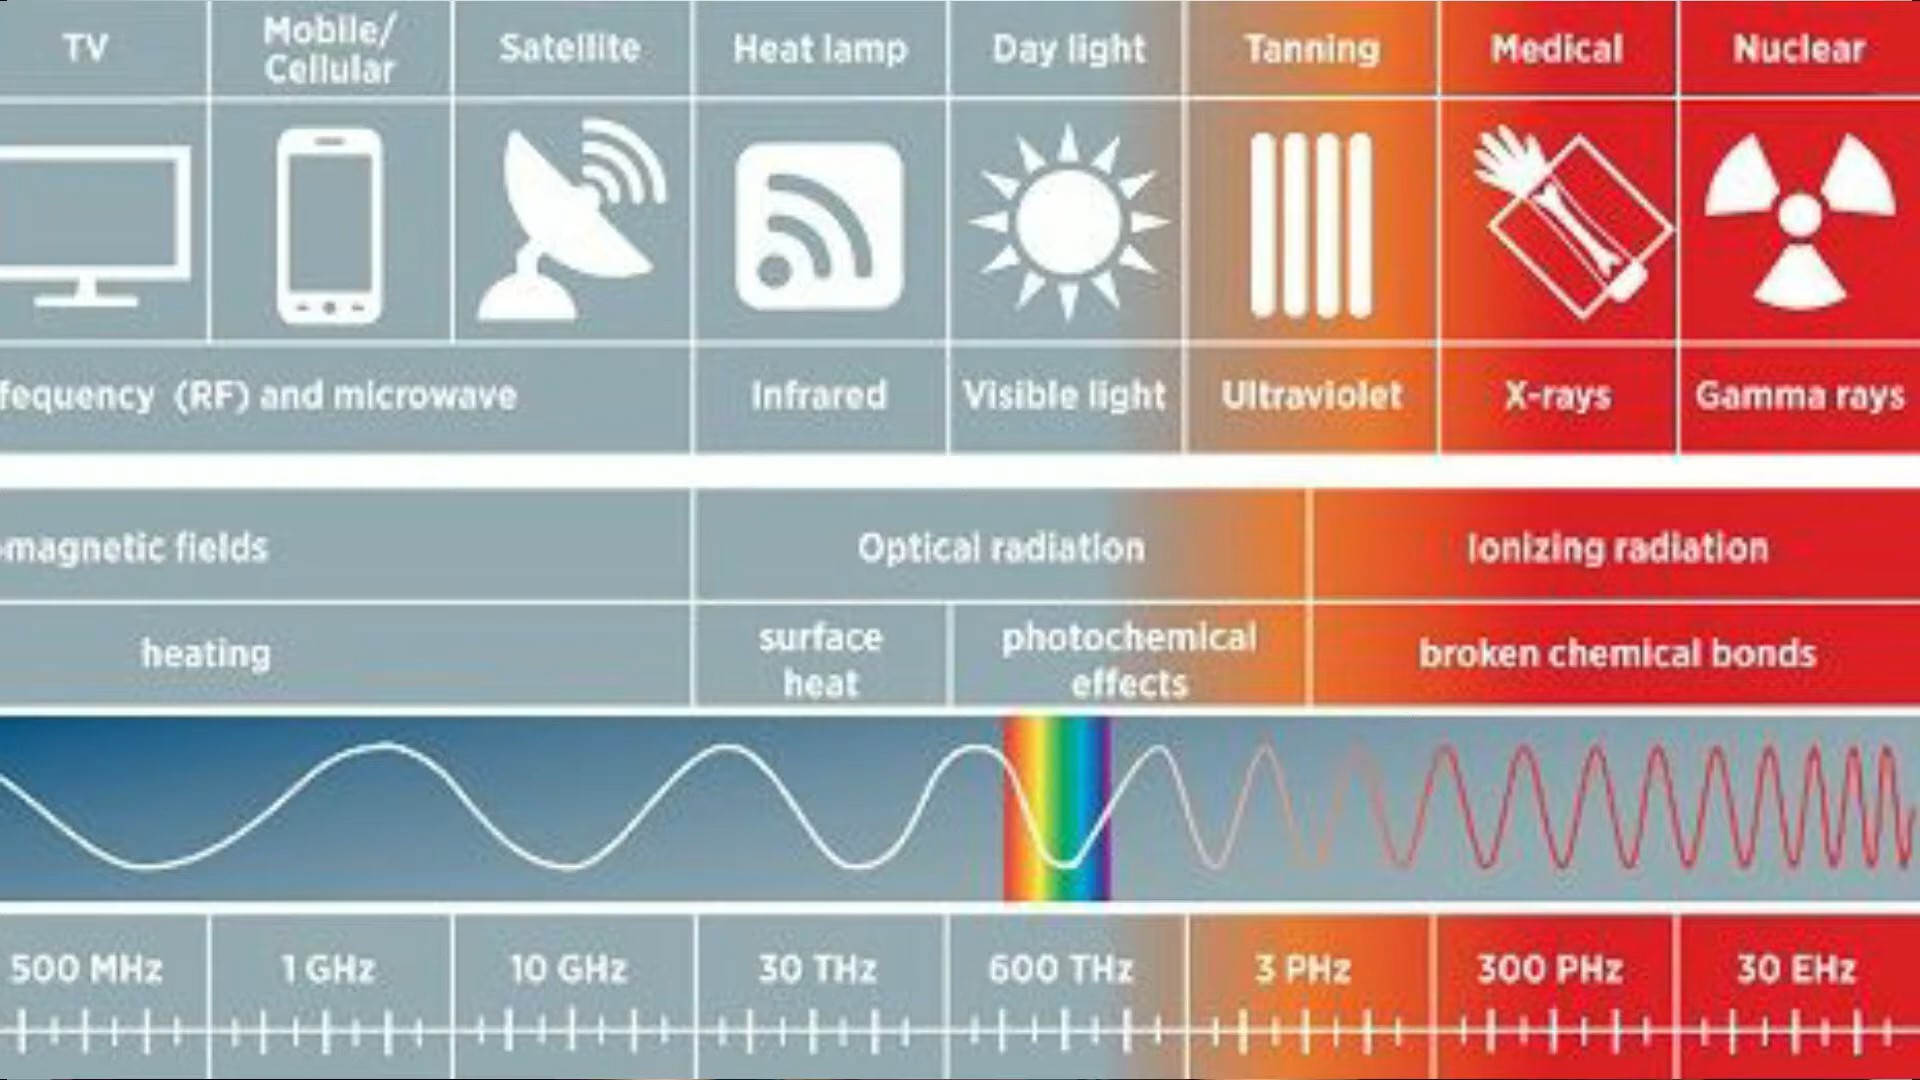 TV
Mobile/
Cellular
Satellite
Heat lamp
Day light
Tanning
Medical
Nuclear
fequency (RF) and microwave
Infrared
Visible light
Ultraviolet
X-rays
Gamma rays
magnetic fields
Optical radiation
Ionizing radiation
heating
surface
heat
photochemical
effects
broken chemical bonds
500 MHz
1 GHz
10 GHz
30 THz
600 THz
3 PHz
300 PHz
30 EHz